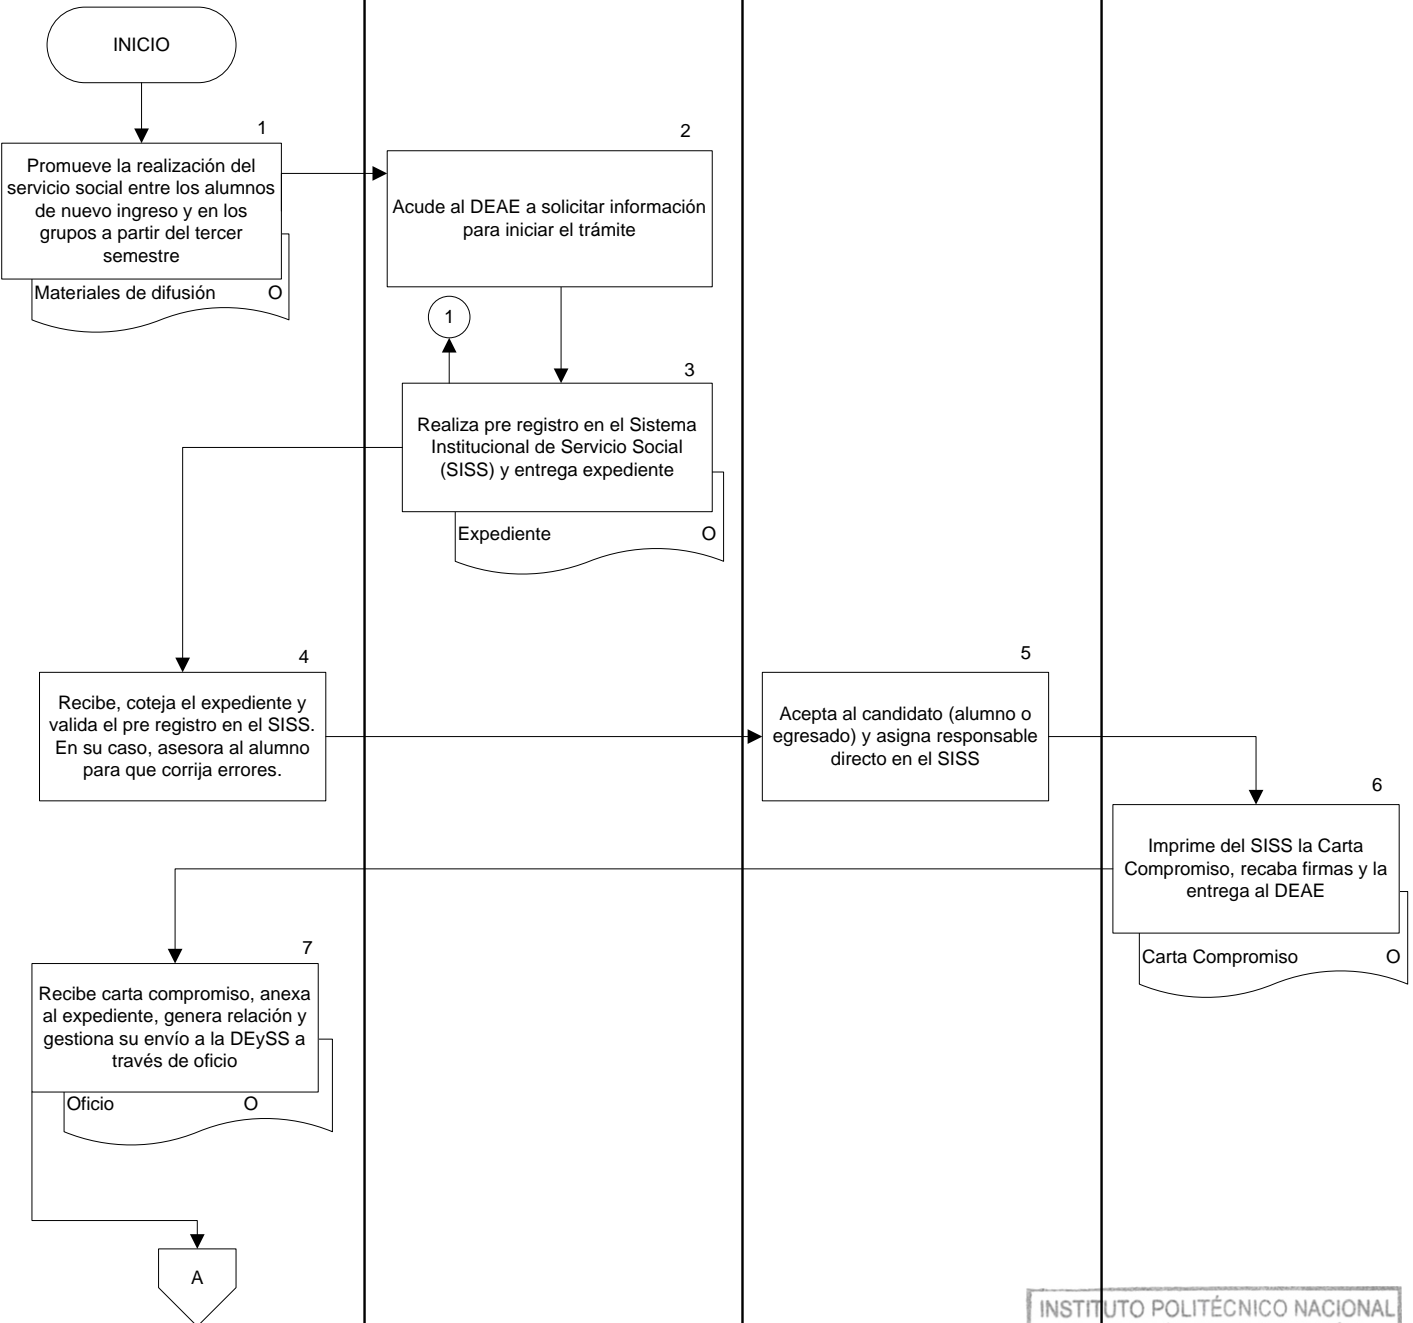 INICIO
1
Promueve la realización del
servicio social entre los alumnos
de nuevo ingreso y en los
grupos a partir del tercer
semestre
Materiales de difusión O
2
Acude al DEAE a solicitar información
para iniciar el trámite
1
3
Realiza pre registro en el Sistema
Institucional de Servicio Social
(SISS) y entrega expediente
Expediente O
4
Recibe, coteja el expediente y
valida el pre registro en el SISS.
En su caso, asesora al alumno
para que corrija errores.
5
Acepta al candidato (alumno o
egresado) y asigna responsable
directo en el SISS
6
Imprime del SISS la Carta
Compromiso, recaba firmas y la
entrega al DEAE
Carta Compromiso O
7
Recibe carta compromiso, anexa
al expediente, genera relación y
gestiona su envío a la DEySS a
través de oficio
Oficio O
A
INSTITUTO POLITÉCNICO NACIONAL